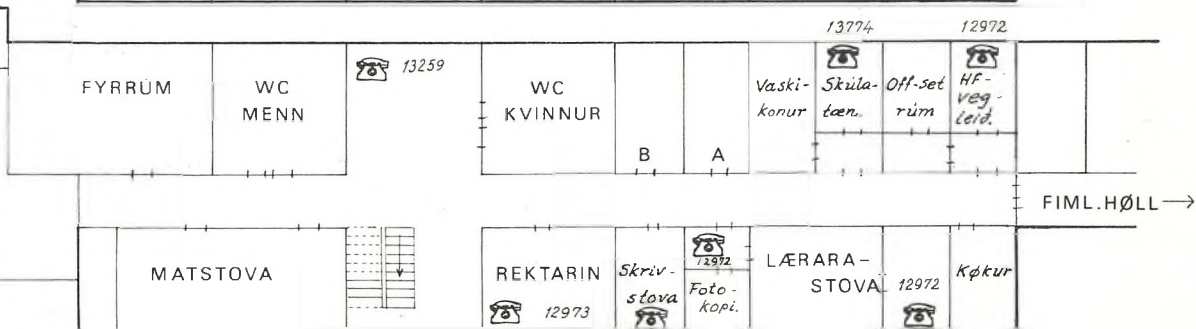 13774
12972
FYRRÚM
WC
MENN
13259
WC
KVINNUR
B
A
Vaski-
konur
Skúla-
tæn.
Off-set
rúm
HF-
veg-
leið.
FIML.HØLL
MATSTOVA
REKTARIN
12973
Skriv-
stova
12972
Foto-
kopi.
LÆRARA-
STOVA
12972
Køkur